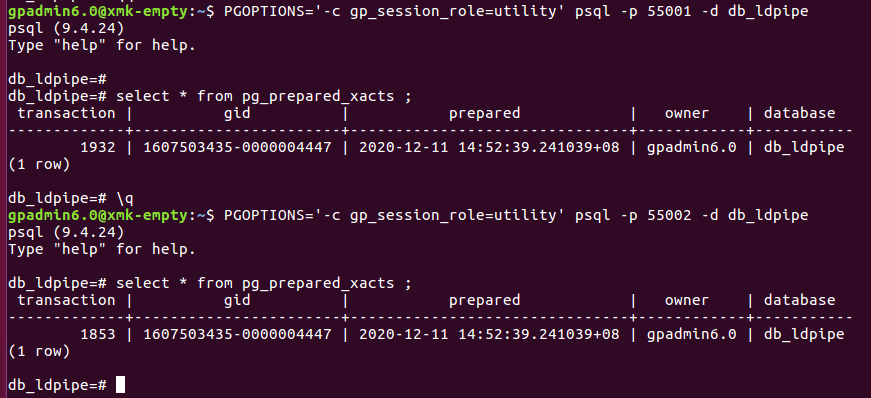 gpadmin6.0@xmk-empty:~$ PGOPTIONS='-c gp_session_role=utility' psql -p 55001 -d db_ldpipe
psql (9.4.24)
Type "help" for help.

db_ldpipe=#
db_ldpipe=# select * from pg_prepared_xacts ;
 transaction |         gid           |           prepared            |   owner    | database
-------------+-----------------------+-------------------------------+------------+-----------
        1932 | 1607503435-0000004447 | 2020-12-11 14:52:39.241039+08 | gpadmin6.0 | db_ldpipe
(1 row)

db_ldpipe=# \q
gpadmin6.0@xmk-empty:~$ PGOPTIONS='-c gp_session_role=utility' psql -p 55002 -d db_ldpipe
psql (9.4.24)
Type "help" for help.

db_ldpipe=# select * from pg_prepared_xacts ;
 transaction |         gid           |           prepared            |   owner    | database
-------------+-----------------------+-------------------------------+------------+-----------
        1853 | 1607503435-0000004447 | 2020-12-11 14:52:39.241039+08 | gpadmin6.0 | db_ldpipe
(1 row)

db_ldpipe=#